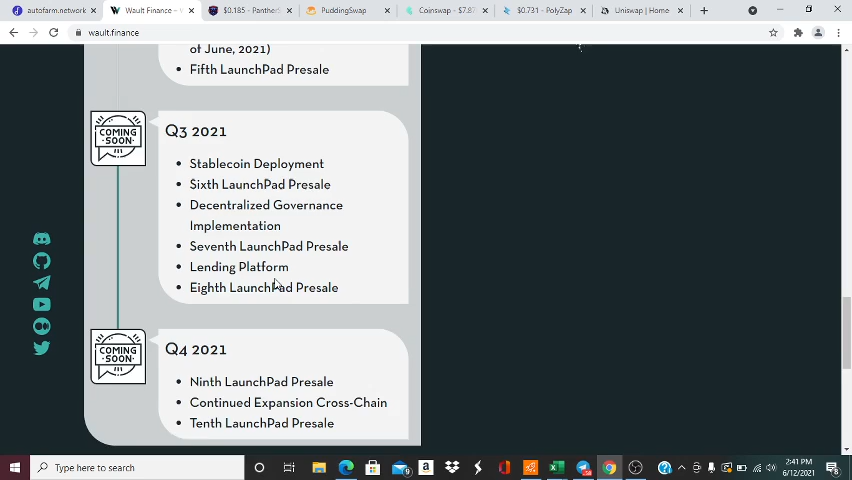 autofarm.network
Wault Finance –
$0.185 - PantherS
PuddingSwap
Coinswap - $7.87
$0.731 - PolyZap
Uniswap | Home
wault.finance
of June, 2021)
Fifth LaunchPad Presale
COMING
SOON
Q3 2021
Stablecoin Deployment
Sixth LaunchPad Presale
Decentralized Governance
Implementation
Seventh LaunchPad Presale
Lending Platform
Eighth LaunchPad Presale
COMING
SOON
Q4 2021
Ninth LaunchPad Presale
Continued Expansion Cross-Chain
Tenth LaunchPad Presale
Type here to search
2:41 PM
6/12/2021